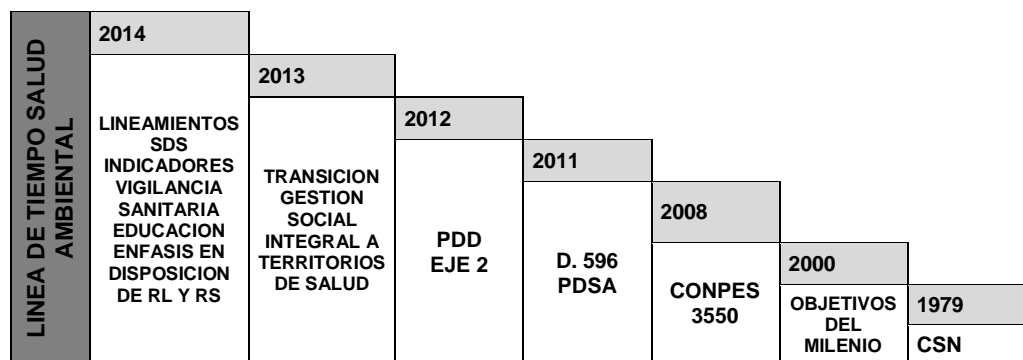 LINEA DE TIEMPO SALUD
AMBIENTAL
2014
LINEAMIENTOS
SDS
INDICADORES
VIGILANCIA
SANITARIA
EDUCACION
ENFASIS EN
DISPOSICION
DE RL Y RS
2013
TRANSICION
GESTION
SOCIAL
INTEGRAL A
TERRITORIOS
DE SALUD
2012
PDD
EJE 2
2011
D. 596
PDSA
2008
CONPES
3550
2000
OBJETIVOS
DEL
MILENIO
1979
CSN